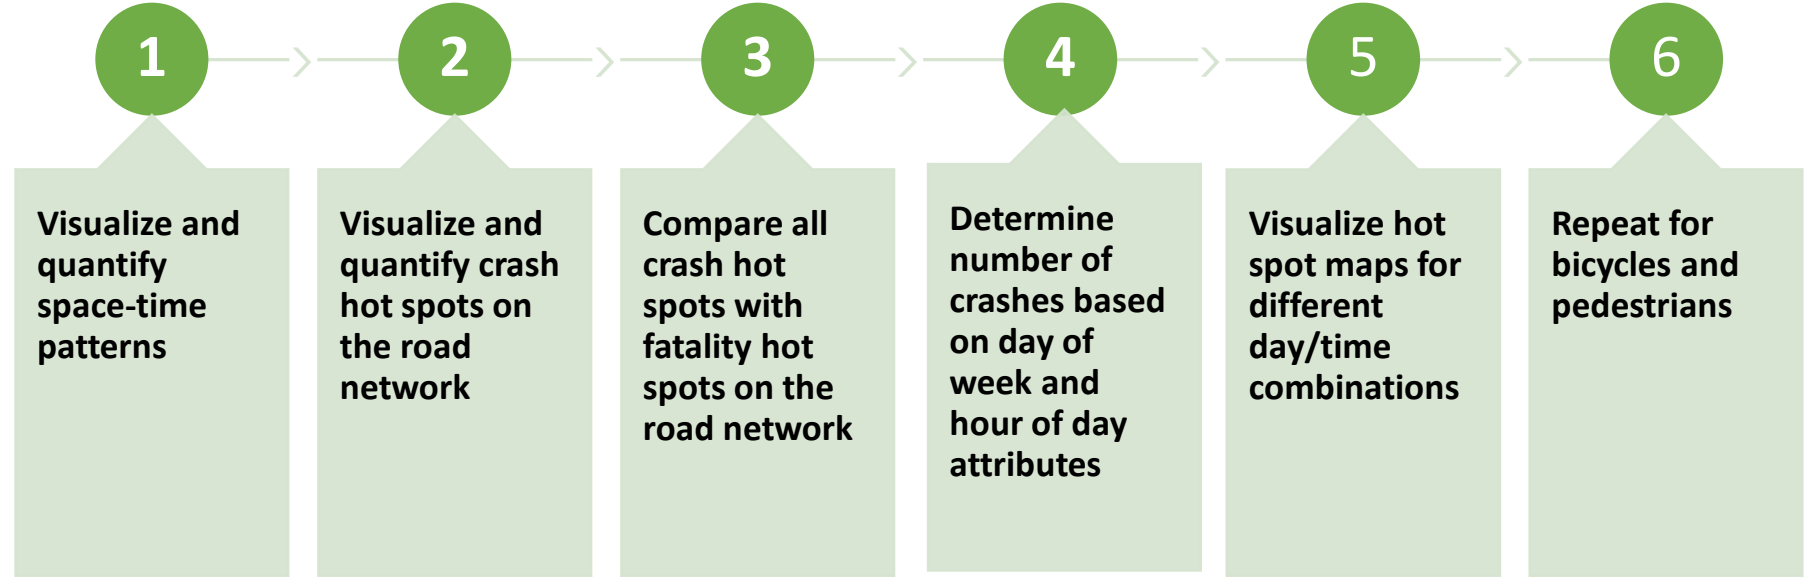 1
Visualize and
quantify
space-time
patterns
2
Visualize and
quantify crash
hot spots on
the road
network
3
Compare all
crash hot
spots with
fatality hot
spots on the
road network
4
Determine
number of
crashes based
on day of
week and
hour of day
attributes
5
Visualize hot
spot maps for
different
day/time
combinations
6
Repeat for
bicycles and
pedestrians